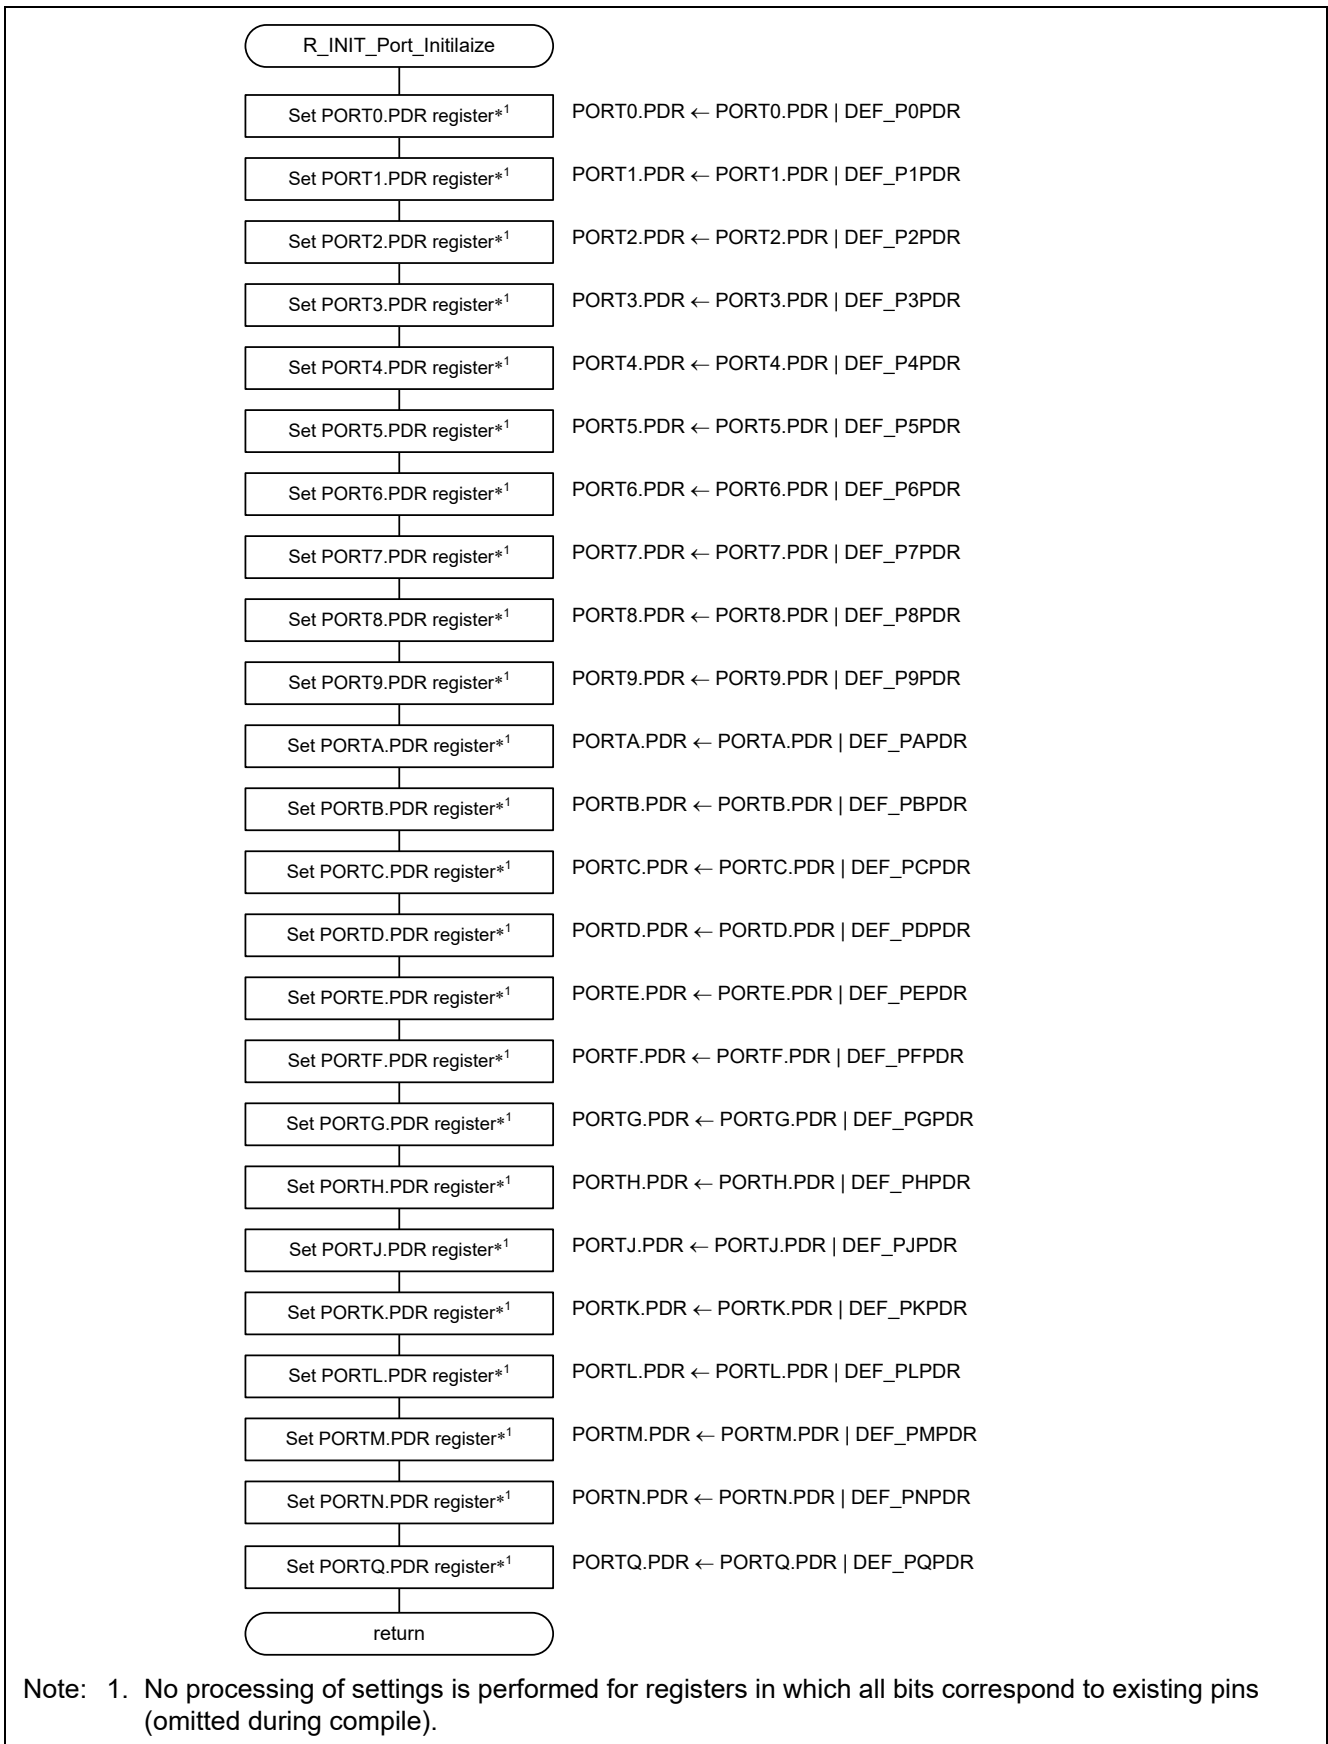 R_INIT_Port_Initilaize
Set PORT0.PDR register*1 PORT0.PDR ← PORT0.PDR | DEF_P0PDR
Set PORT1.PDR register*1 PORT1.PDR ← PORT1.PDR | DEF_P1PDR
Set PORT2.PDR register*1 PORT2.PDR ← PORT2.PDR | DEF_P2PDR
Set PORT3.PDR register*1 PORT3.PDR ← PORT3.PDR | DEF_P3PDR
Set PORT4.PDR register*1 PORT4.PDR ← PORT4.PDR | DEF_P4PDR
Set PORT5.PDR register*1 PORT5.PDR ← PORT5.PDR | DEF_P5PDR
Set PORT6.PDR register*1 PORT6.PDR ← PORT6.PDR | DEF_P6PDR
Set PORT7.PDR register*1 PORT7.PDR ← PORT7.PDR | DEF_P7PDR
Set PORT8.PDR register*1 PORT8.PDR ← PORT8.PDR | DEF_P8PDR
Set PORT9.PDR register*1 PORT9.PDR ← PORT9.PDR | DEF_P9PDR
Set PORTA.PDR register*1 PORTA.PDR ← PORTA.PDR | DEF_PAPDR
Set PORTB.PDR register*1 PORTB.PDR ← PORTB.PDR | DEF_PBPDR
Set PORTC.PDR register*1 PORTC.PDR ← PORTC.PDR | DEF_PCPDR
Set PORTD.PDR register*1 PORTD.PDR ← PORTD.PDR | DEF_PDPDR
Set PORTE.PDR register*1 PORTE.PDR ← PORTE.PDR | DEF_PEPDR
Set PORTF.PDR register*1 PORTF.PDR ← PORTF.PDR | DEF_PFPDR
Set PORTG.PDR register*1 PORTG.PDR ← PORTG.PDR | DEF_PGPDR
Set PORTH.PDR register*1 PORTH.PDR ← PORTH.PDR | DEF_PHPDR
Set PORTJ.PDR register*1 PORTJ.PDR ← PORTJ.PDR | DEF_PJPDR
Set PORTK.PDR register*1 PORTK.PDR ← PORTK.PDR | DEF_PKPDR
Set PORTL.PDR register*1 PORTL.PDR ← PORTL.PDR | DEF_PLPDR
Set PORTM.PDR register*1 PORTM.PDR ← PORTM.PDR | DEF_PMPDR
Set PORTN.PDR register*1 PORTN.PDR ← PORTN.PDR | DEF_PNPDR
Set PORTQ.PDR register*1 PORTQ.PDR ← PORTQ.PDR | DEF_PQPDR
return
Note: 1. No processing of settings is performed for registers in which all bits correspond to existing pins
(omitted during compile).